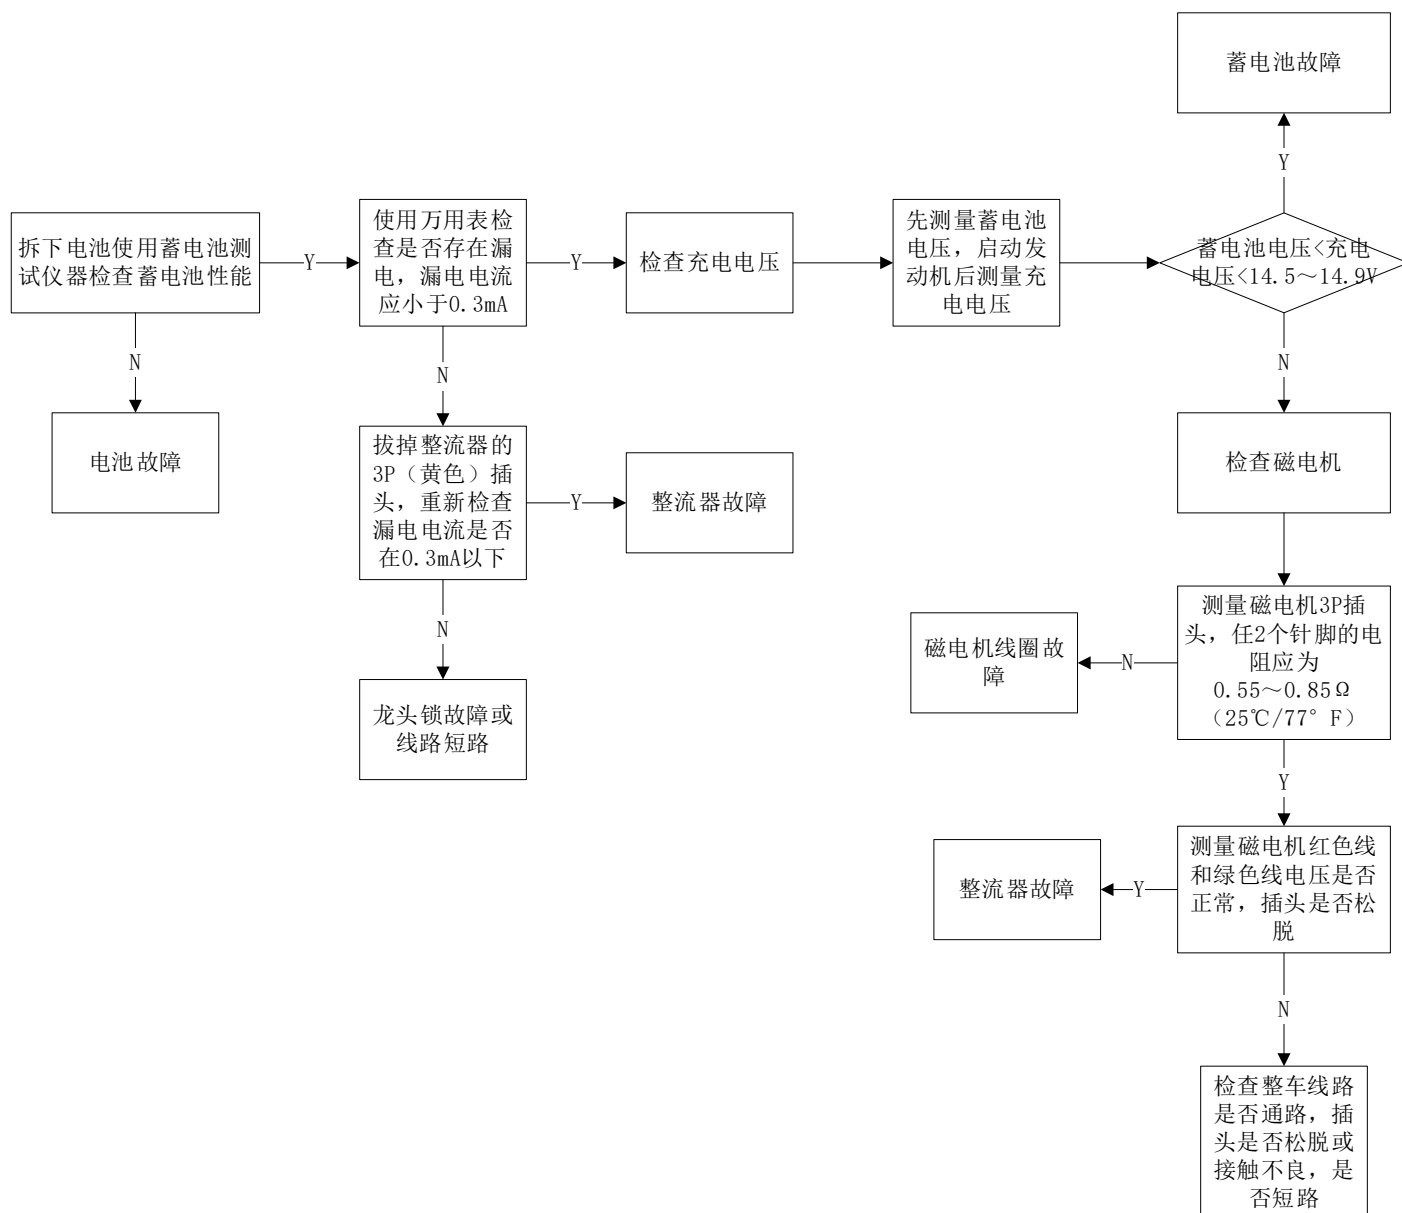 蓄电池故障
Y
拆下电池使用蓄电池测
试仪器检查蓄电池性能
Y
使用万用表检
查是否存在漏
电，漏电电流
应小于0.3mA
Y
检查充电电压
先测量蓄电池
电压，启动发
动机后测量充
电电压
蓄电池电压<充电
电压<14.5～14.9V
N
N
N
电池故障
拔掉整流器的
3P（黄色）插
头，重新检查
漏电电流是否
在0.3mA以下
Y
整流器故障
检查磁电机
N
龙头锁故障或
线路短路
磁电机线圈故
障
N
测量磁电机3P插
头，任2个针脚的电
阻应为
0.55～0.85Ω
（25℃/77°F）
Y
整流器故障
Y
测量磁电机红色线
和绿色线电压是否
正常，插头是否松
脱
N
检查整车线路
是否通路，插
头是否松脱或
接触不良，是
否短路